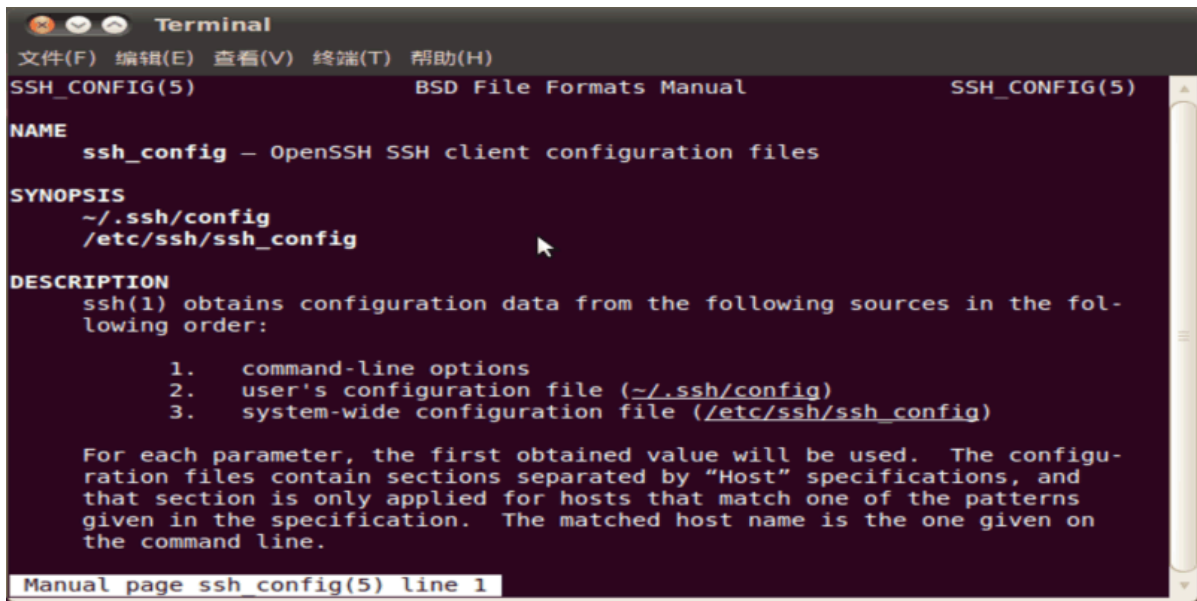 Terminal
文件(F) 编辑(E) 查看(V) 终端(T) 帮助(H)
SSH_CONFIG(5) BSD File Formats Manual SSH_CONFIG(5)
NAME
ssh_config — OpenSSH SSH client configuration files
SYNOPSIS
~/.ssh/config
/etc/ssh/ssh_config
DESCRIPTION
ssh(1) obtains configuration data from the following sources in the fol-
lowing order:
1. command-line options
2. user's configuration file (~/.ssh/config)
3. system-wide configuration file (/etc/ssh/ssh_config)
For each parameter, the first obtained value will be used. The configu-
ration files contain sections separated by “Host” specifications, and
that section is only applied for hosts that match one of the patterns
given in the specification. The matched host name is the one given on
the command line.
Manual page ssh_config(5) line 1